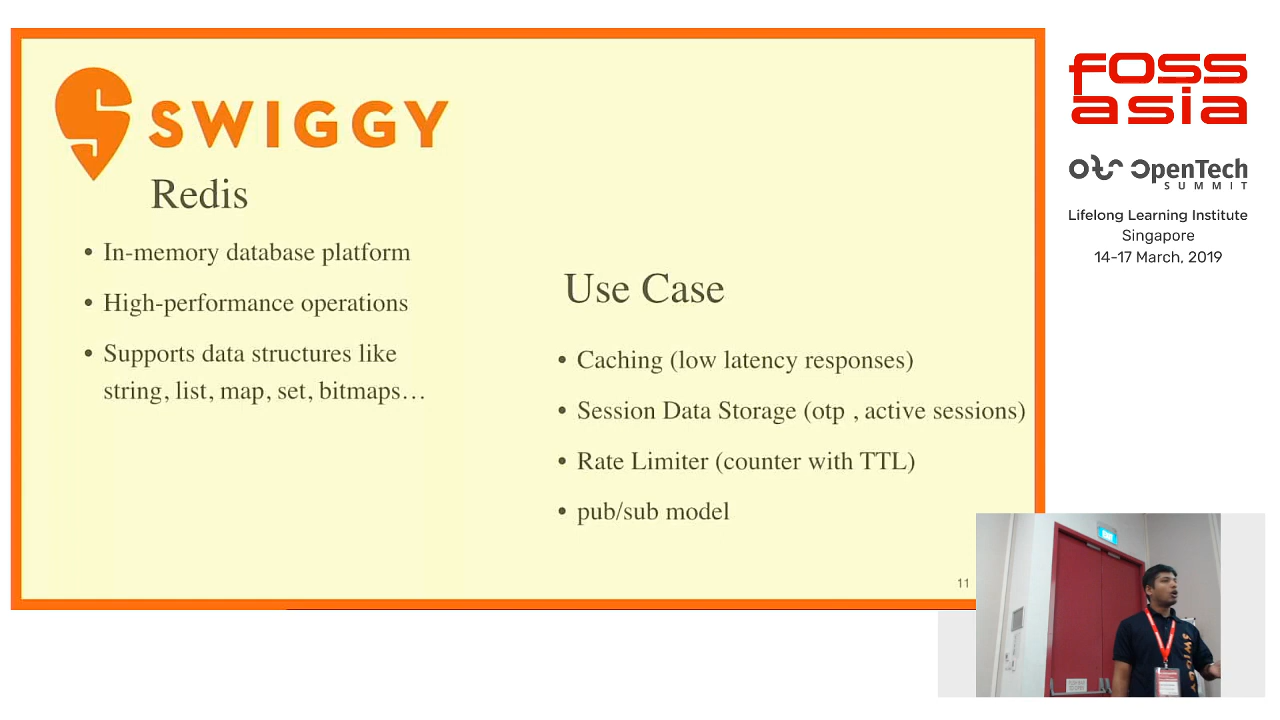 SWIGGY
Redis
• In-memory database platform
• High-performance operations
• Supports data structures like
string, list, map, set, bitmaps…
Use Case
• Caching (low latency responses)
• Session Data Storage (otp , active sessions)
• Rate Limiter (counter with TTL)
• pub/sub model
11
FOSS
asia
OpenTech
SUMMIT
Lifelong Learning Institute
Singapore
14-17 March, 2019
SWIGGY